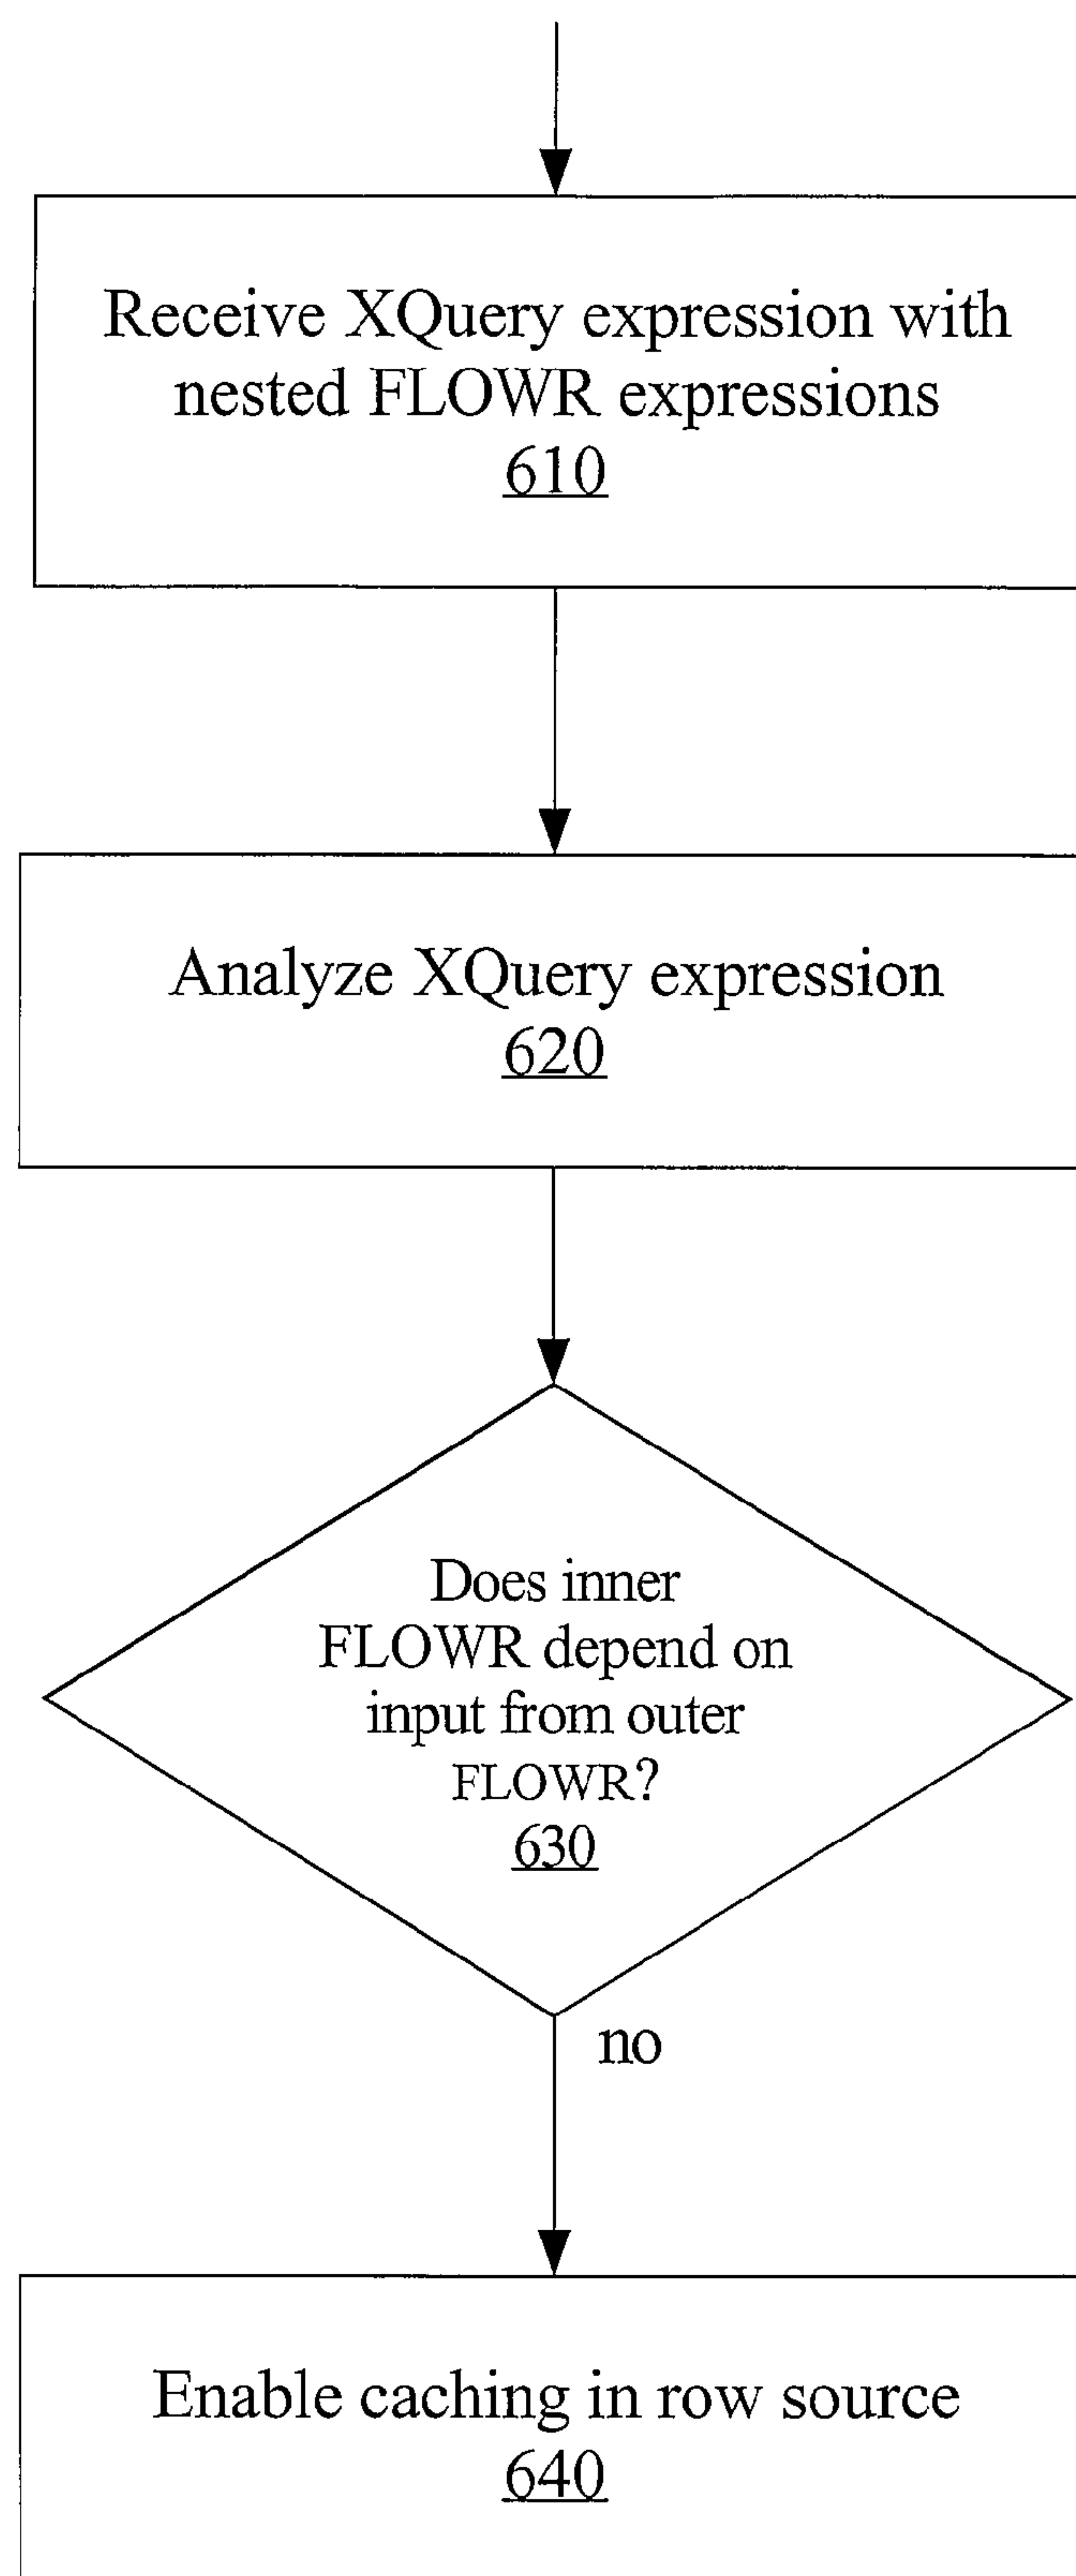 Receive XQuery expression with
nested FLOWR expressions
610
Analyze XQuery expression
620
Does inner
FLOWR depend on
input from outer
FLOWR?
630
no
Enable caching in row source
640